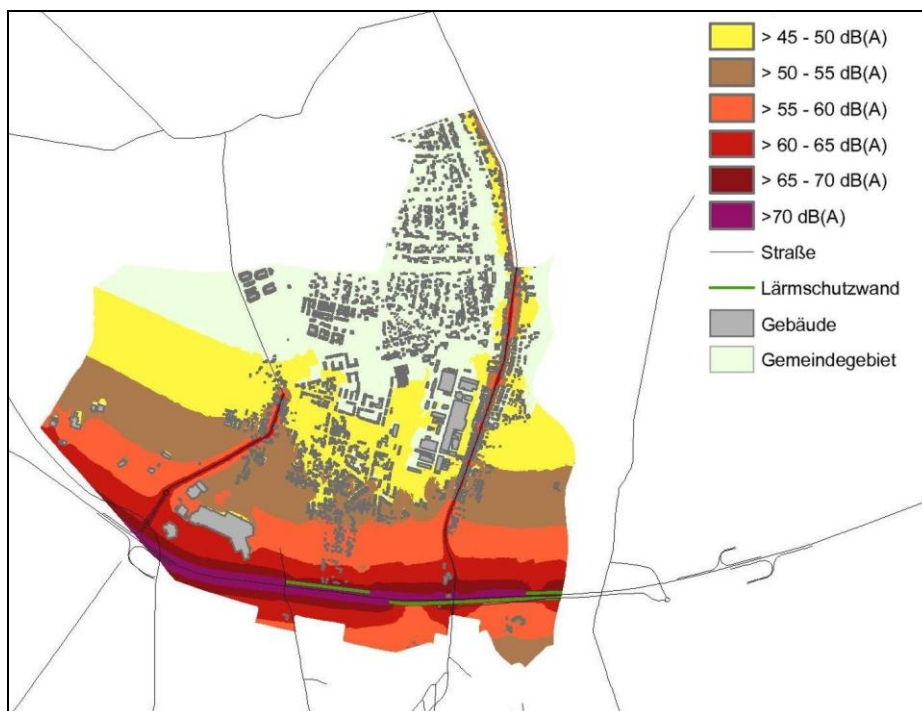 > 45 - 50 dB(A)
> 50 - 55 dB(A)
> 55 - 60 dB(A)
> 60 - 65 dB(A)
> 65 - 70 dB(A)
>70 dB(A)
Straße
Lärmschutzwand
Gebäude
Gemeindegebiet